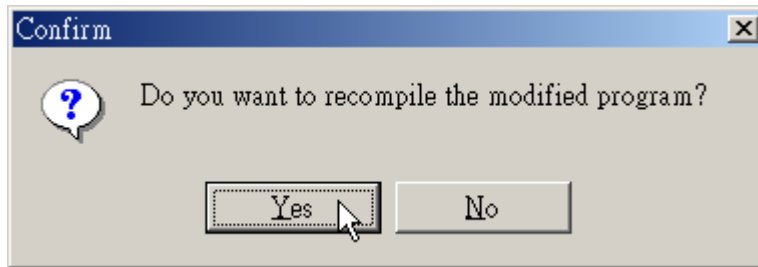 Confirm
Do you want to recompile the modified program?
Yes No